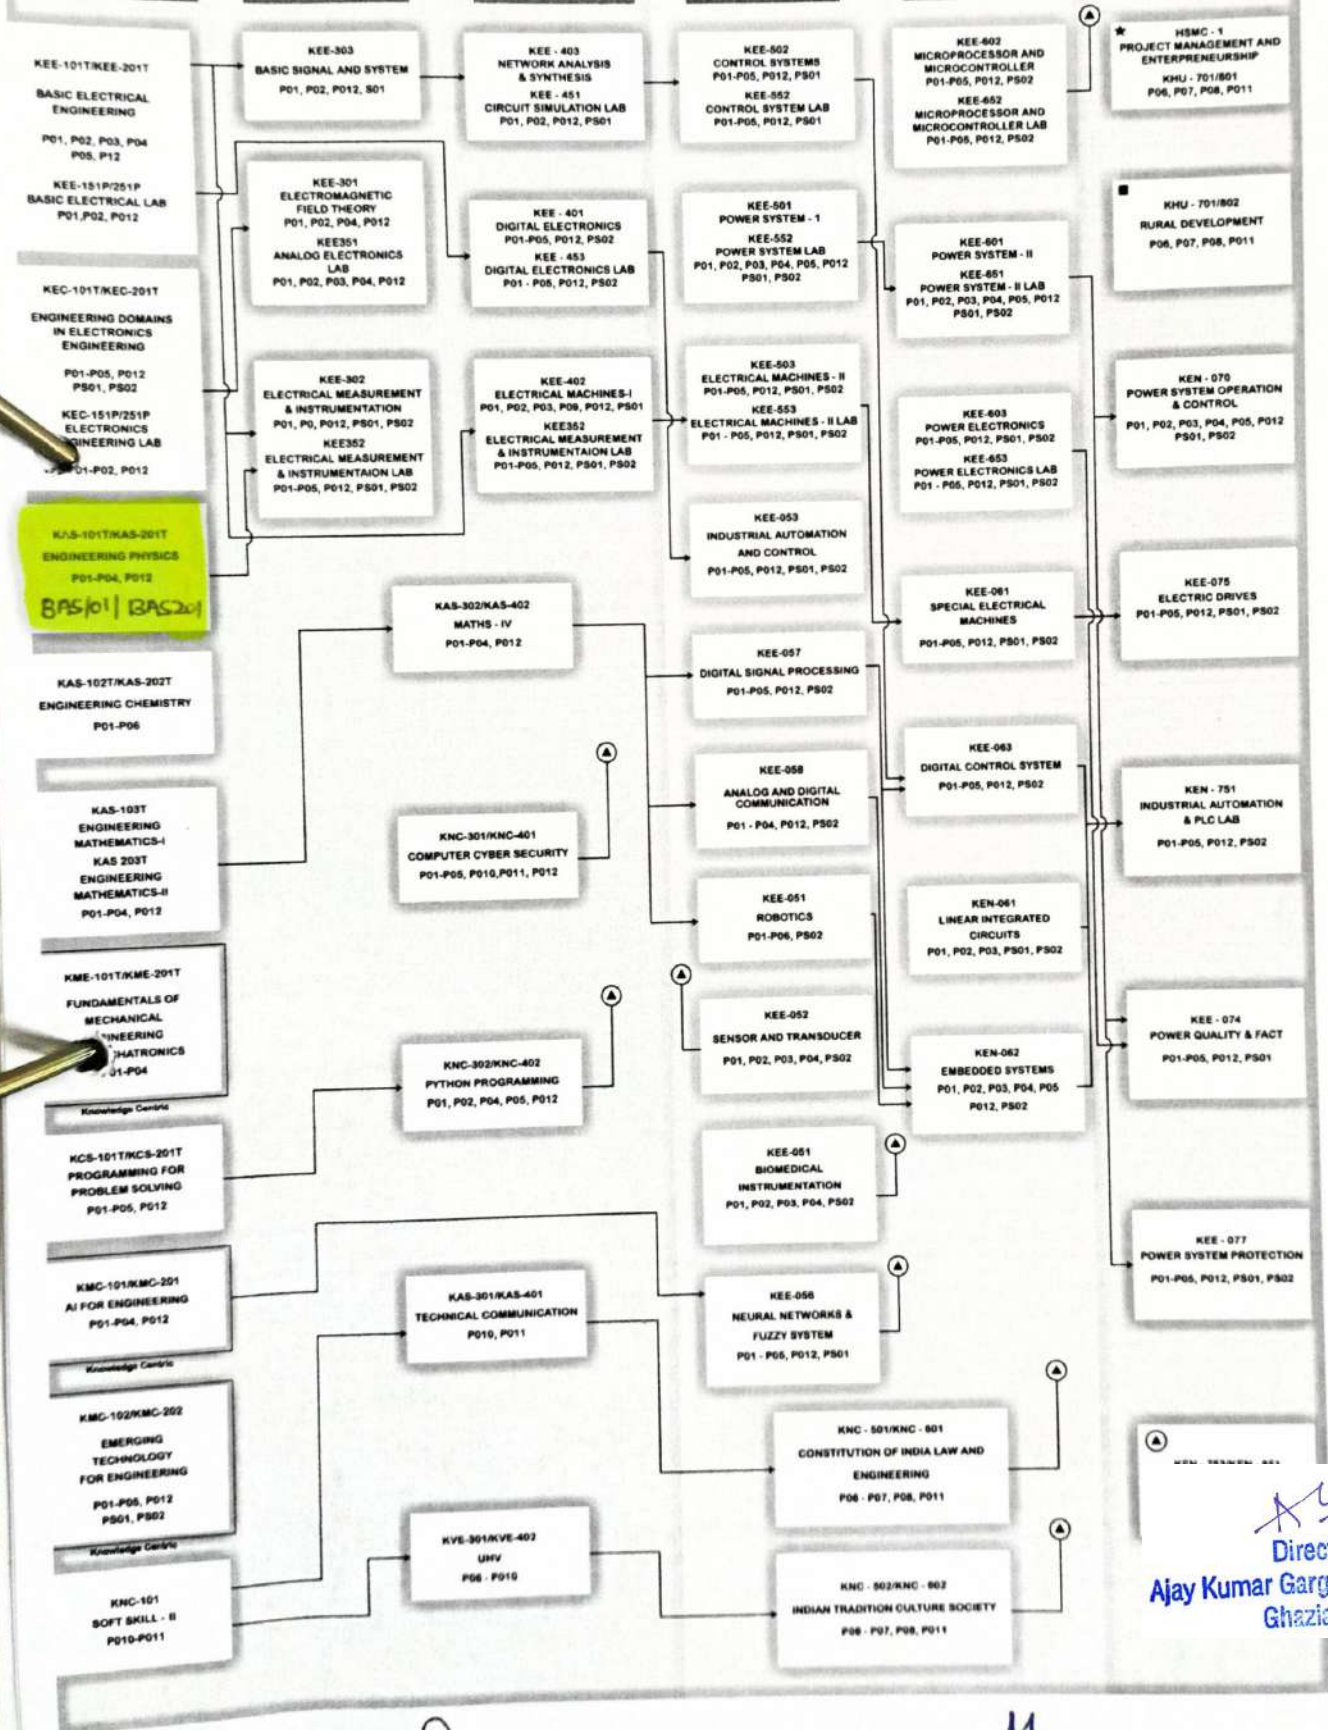 KEE-101T/KEE-201T
BASIC ELECTRICAL
ENGINEERING
P01, P02, P03, P04
P05, P12
KEE-151P/251P
BASIC ELECTRICAL LAB
P01,P02, P012
KEC-101T/KEC-201T
ENGINEERING DOMAINS
IN ELECTRONICS
ENGINEERING
P01-P05, P012
PS01, PS02
KEC-151P/251P
ELECTRONICS
GINEERING LAB
P01-P02, P012
KAS-101T/KAS-201T
ENGINEERING PHYSICS
P01-P04, P012
BAS101 | BAS201
KAS-102T/KAS-202T
ENGINEERING CHEMISTRY
P01-P06
KAS-103T
ENGINEERING
MATHEMATICS-I
KAS 203T
ENGINEERING
MATHEMATICS-II
P01-P04, P012
KME-101T/KME-201T
FUNDAMENTALS OF
MECHANICAL
INEERING
CHATRONICS
01-P04
Knowledge Centric
KCS-101T/KCS-201T
PROGRAMMING FOR
PROBLEM SOLVING
P01-P05, P012
KMC-101/KMC-201
AI FOR ENGINEERING
P01-P04, P012
Knowledge Centric
KMC-102/KMC-202
EMERGING
TECHNOLOGY
FOR ENGINEERING
P01-P05, P012
PS01, PS02
Knowledge Centric
KNC-101
SOFT SKILL - II
P010-P011
KEE-303
BASIC SIGNAL AND SYSTEM
P01, P02, P012, S01
KEE-301
ELECTROMAGNETIC
FIELD THEORY
P01, P02, P04, P012
KEE351
ANALOG ELECTRONICS
LAB
P01, P02, P03, P04, P012
KEE-302
ELECTRICAL MEASUREMENT
& INSTRUMENTATION
P01, P0, P012, PS01, PS02
KEE352
ELECTRICAL MEASUREMENT
& INSTRUMENTAION LAB
P01-P05, P012, PS01, PS02
KEE - 403
NETWORK ANALYSIS
& SYNTHESIS
KEE - 451
CIRCUIT SIMULATION LAB
P01, P02, P012, PS01
KEE - 401
DIGITAL ELECTRONICS
P01-P05, P012, PS02
KEE - 453
DIGITAL ELECTRONICS LAB
P01 - P05, P012, PS02
KEE-402
ELECTRICAL MACHINES-I
P01, P02, P03, P09, P012, PS01
KEE352
ELECTRICAL MEASUREMENT
& INSTRUMENTAION LAB
P01-P05, P012, PS01, PS02
KAS-302/KAS-402
MATHS - IV
P01-P04, P012
KNC-301/KNC-401
COMPUTER CYBER SECURITY
P01-P05, P010,P011, P012
KNC-302/KNC-402
PYTHON PROGRAMMING
P01, P02, P04, P05, P012
KAS-301/KAS-401
TECHNICAL COMMUNICATION
P010, P011
KVE-301/KVE-402
UHV
P06 - P010
KEE-502
CONTROL SYSTEMS
P01-P05, P012, PS01
KEE-552
CONTROL SYSTEM LAB
P01-P05, P012, PS01
KEE-501
POWER SYSTEM - 1
KEE-552
POWER SYSTEM LAB
P01, P02, P03, P04, P05, P012
PS01, PS02
KEE-503
ELECTRICAL MACHINES - II
P01-P05, P012, PS01, PS02
KEE-553
ELECTRICAL MACHINES - II LAB
P01 - P05, P012, PS01, PS02
KEE-053
INDUSTRIAL AUTOMATION
AND CONTROL
P01-P05, P012, PS01, PS02
KEE-057
DIGITAL SIGNAL PROCESSING
P01-P05, P012, PS02
KEE-058
ANALOG AND DIGITAL
COMMUNICATION
P01 - P04, P012, PS02
KEE-051
ROBOTICS
P01-P06, PS02
KEE-052
SENSOR AND TRANSDUCER
P01, P02, P03, P04, PS02
KEE-051
BIOMEDICAL
INSTRUMENTATION
P01, P02, P03, P04, PS02
KEE-056
NEURAL NETWORKS &
FUZZY SYSTEM
P01 - P05, P012, PS01
KNC - 501/KNC - 601
CONSTITUTION OF INDIA LAW AND
ENGINEERING
P06 - P07, P08, P011
KNC - 502/KNC - 602
INDIAN TRADITION CULTURE SOCIETY
P06 - P07, P08, P011
KEE-602
MICROPROCESSOR AND
MICROCONTROLLER
P01-P05, P012, PS02
KEE-652
MICROPROCESSOR AND
MICROCONTROLLER LAB
P01-P05, P012, PS02
KEE-601
POWER SYSTEM - II
KEE-651
POWER SYSTEM - II LAB
P01, P02, P03, P04, P05, P012
PS01, PS02
KEE-603
POWER ELECTRONICS
P01-P05, P012, PS01, PS02
KEE-653
POWER ELECTRONICS LAB
P01 - P05, P012, PS01, PS02
KEE-061
SPECIAL ELECTRICAL
MACHINES
P01-P05, P012, PS01, PS02
KEE-063
DIGITAL CONTROL SYSTEM
P01-P05, P012, PS02
KEN-061
LINEAR INTEGRATED
CIRCUITS
P01, P02, P03, PS01, PS02
KEN-062
EMBEDDED SYSTEMS
P01, P02, P03, P04, P05
P012, PS02
HSMC - 1
PROJECT MANAGEMENT AND
ENTERPRENEURSHIP
KHU - 701/801
P06, P07, P08, P011
KHU - 701/802
RURAL DEVELOPMENT
P06, P07, P08, P011
KEN - 070
POWER SYSTEM OPERATION
& CONTROL
P01, P02, P03, P04, P05, P012
PS01, PS02
KEE-075
ELECTRIC DRIVES
P01-P05, P012, PS01, PS02
KEN - 751
INDUSTRIAL AUTOMATION
& PLC LAB
P01-P05, P012, PS02
KEE - 074
POWER QUALITY & FACT
P01-P05, P012, PS01
KEE - 077
POWER SYSTEM PROTECTION
P01-P05, P012, PS01, PS02
Direc
Ajay Kumar Garg
Ghazia